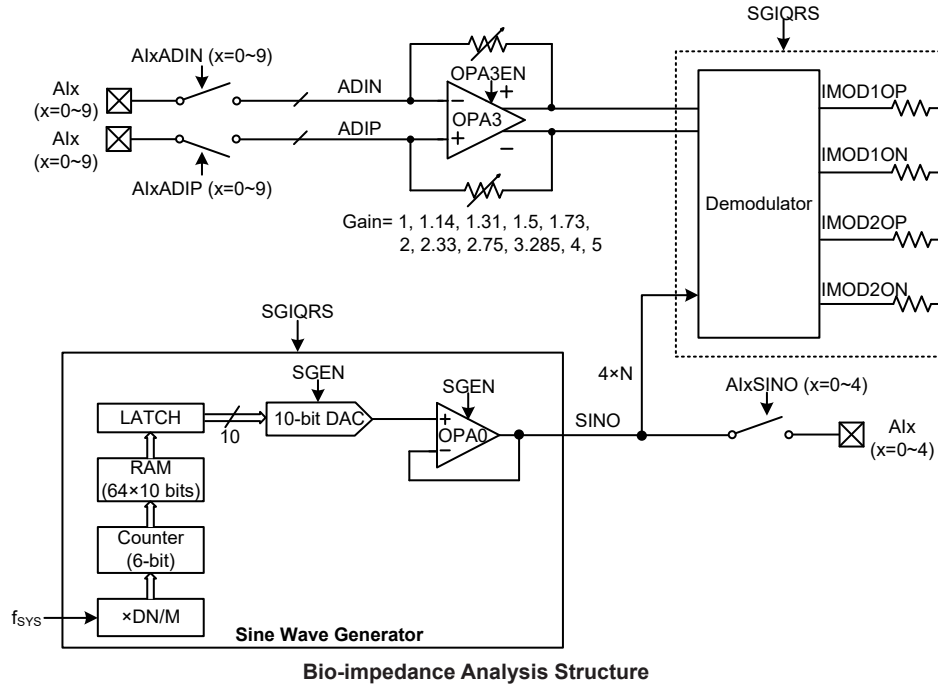 SGIQRS
AIxADIN (x=0~9)
AIx
(x=0~9)
ADIN
OPA3EN
+
−
OPA3
+
−
ADIP
AIx
(x=0~9)
AIxADIP (x=0~9)
Gain= 1, 1.14, 1.31, 1.5, 1.73,
2, 2.33, 2.75, 3.285, 4, 5
Demodulator
IMOD1OP
IMOD1ON
IMOD2OP
IMOD2ON
SGIQRS
SGEN
SGEN
LATCH
10
10-bit DAC
+
OPA0
−
SINO
4×N
AIxSINO (x=0~4)
AIx
(x=0~4)
RAM
(64×10 bits)
Counter
(6-bit)
fSYS
×DN/M
Sine Wave Generator
Bio-impedance Analysis Structure